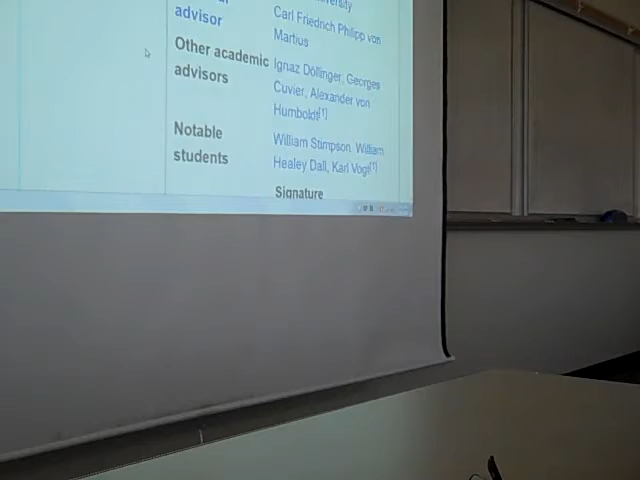 advisor
Carl Friedrich Philipp von
Martius
Other academic
advisors
Ignaz Döllinger, Georges
Cuvier, Alexander von
Humboldt[1]
Notable
students
William Stimpson, William
Healey Dall, Karl Vogt[1]
Signature